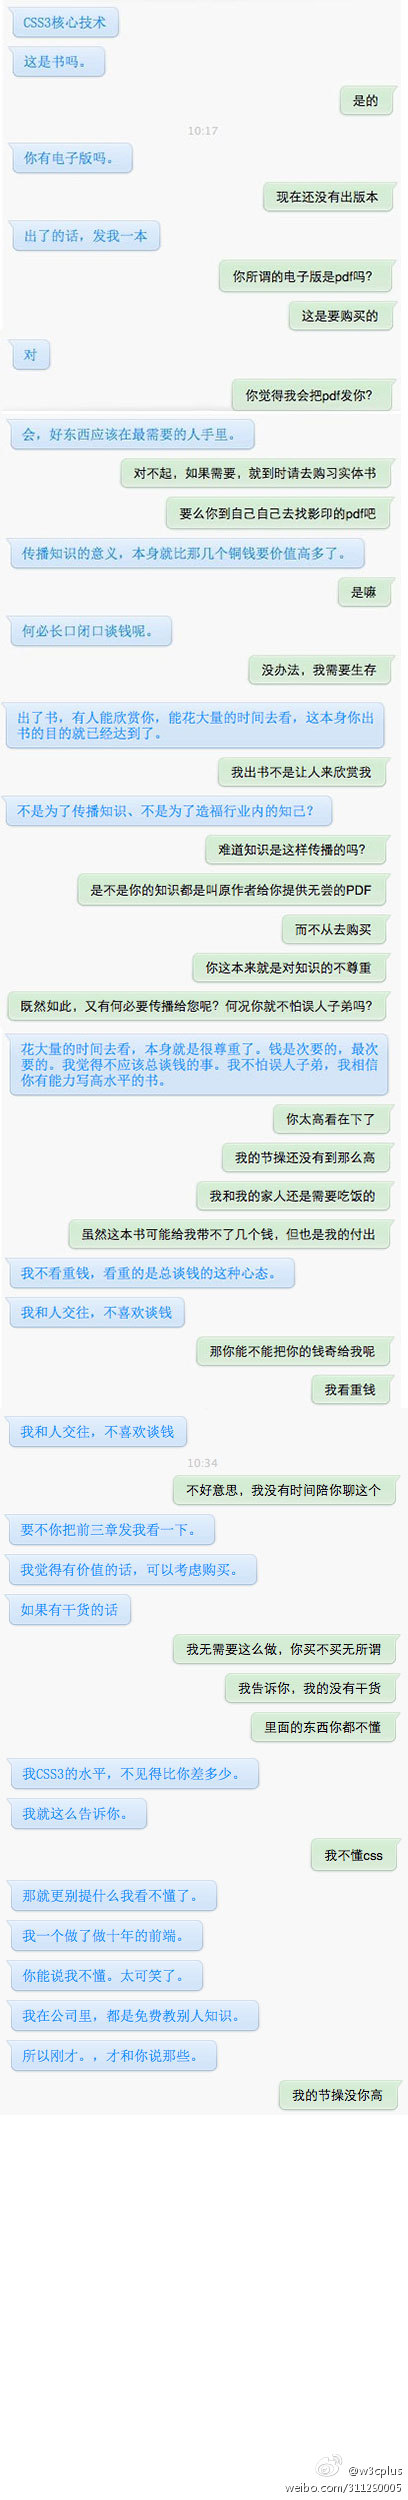 CSS3核心技术
这是书吗。
是的
10:17
你有电子版吗。
现在还没有出版本
出了的话，发我一本
你所谓的电子版是pdf吗？
这是要购买的
对
你觉得我会把pdf发你？
会，好东西应该在最需要的人手里。
对不起，如果需要，就到时请去购习实体书
要么你到自己自己去找影印的pdf吧
传播知识的意义，本身就比那几个铜钱要价值高多了。
是嘛
何必长口闭口谈钱呢。
没办法，我需要生存
出了书，有人能欣赏你，能花大量的时间去看，这本身你出
书的目的就已经达到了。
我出书不是让人来欣赏我
不是为了传播知识、不是为了造福行业内的知己？
难道知识是这样传播的吗？
是不是你的知识都是叫原作者给你提供无尝的PDF
而不从去购买
你这本来就是对知识的不尊重
既然如此，又有何必要传播给您呢？何况你就不怕误人子弟吗？
花大量的时间去看，本身就是很尊重了。钱是次要的，最次
要的。我觉得不应该总谈钱的事。我不怕误人子弟，我相信
你有能力写高水平的书。
你太高看在下了
我的节操还没有到那么高
我和我的家人还是需要吃饭的
虽然这本书可能给我带不了几个钱，但也是我的付出
我不看重钱，看重的是总谈钱的这种心态。
我和人交往，不喜欢谈钱
那你能不能把你的钱寄给我呢
我看重钱
我和人交往，不喜欢谈钱
10:34
不好意思，我没有时间陪你聊这个
要不你把前三章发我看一下。
我觉得有价值的话，可以考虑购买。
如果有干货的话
我无需要这么做，你买不买无所谓
我告诉你，我的没有干货
里面的东西你都不懂
我CSS3的水平，不见得比你差多少。
我就这么告诉你。
我不懂css
那就更别提什么我看不懂了。
我一个做了做十年的前端。
你能说我不懂。太可笑了。
我在公司里，都是免费教别人知识。
所以刚才。，才和你说那些。
我的节操没你高
@w3cplus
weibo.com/311290005